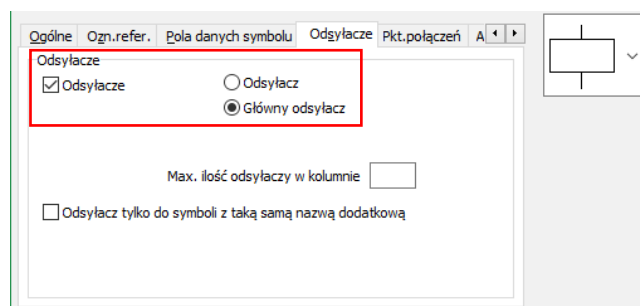 Ogólne Ozn.refer. Pola danych symbolu Odsyłacze Pkt.połączeń A
Odsyłacze
Odsyłacze Odsyłacz
Główny odsyłacz
Max. ilość odsyłaczy w kolumnie
Odsyłacz tylko do symboli z taką samą nazwą dodatkową